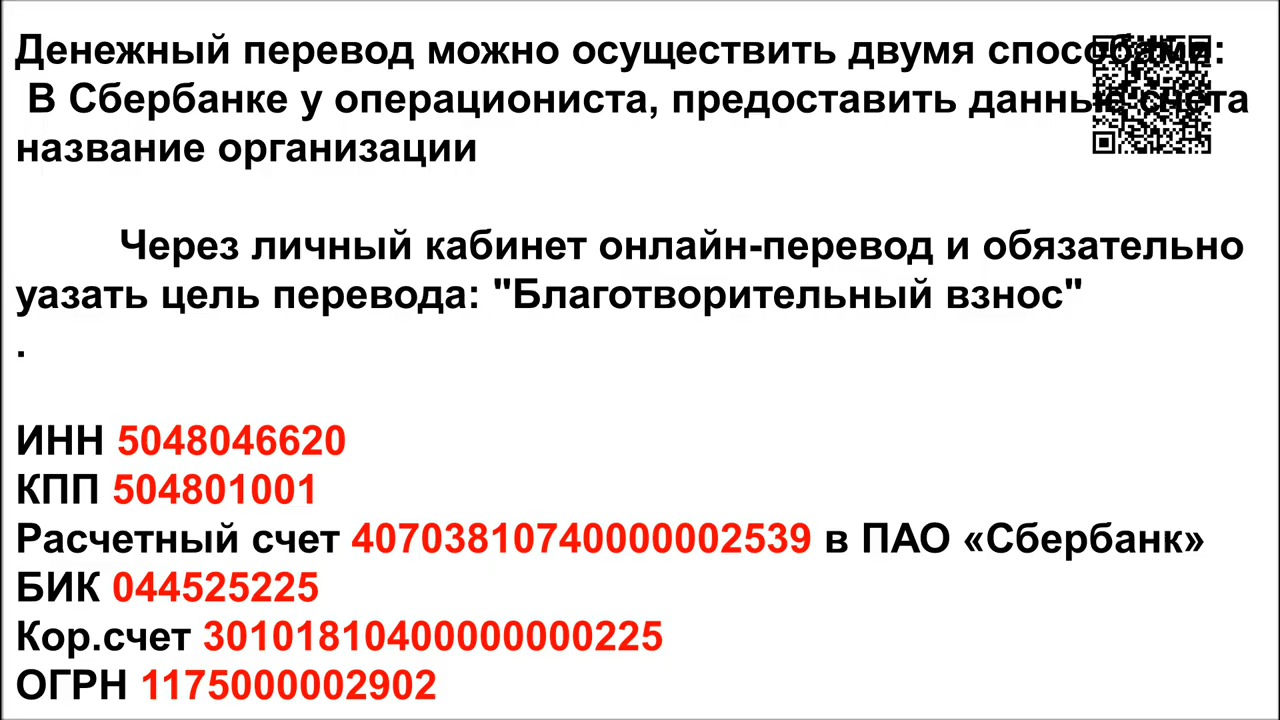 Денежный перевод можно осуществить двумя способами:
В Сбербанке у операциониста, предоставить данные счета
название организации
Через личный кабинет онлайн-перевод и обязательно
уазать цель перевода: "Благотворительный взнос"
.
ИНН 5048046620
КПП 504801001
Расчетный счет 40703810740000002539 в ПАО «Сбербанк»
БИК 044525225
Кор.счет 30101810400000000225
ОГРН 1175000002902